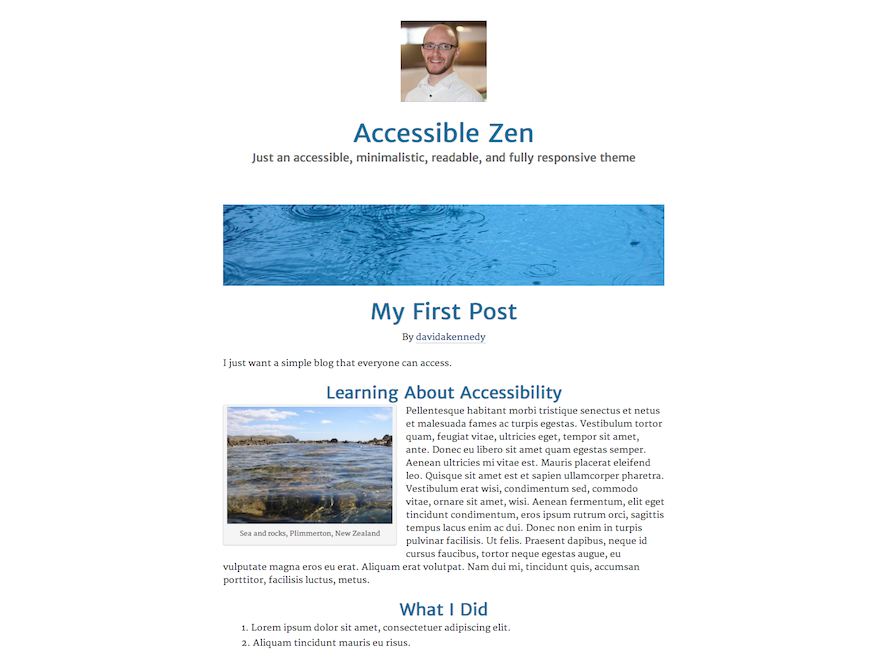 Accessible Zen
Just an accessible, minimalistic, readable, and fully responsive theme
My First Post
By davidakennedy
I just want a simple blog that everyone can access.
Learning About Accessibility
Sea and rocks, Plimmerton, New Zealand
Pellentesque habitant morbi tristique senectus et netus
et malesuada fames ac turpis egestas. Vestibulum tortor
quam, feugiat vitae, ultricies eget, tempor sit amet,
ante. Donec eu libero sit amet quam egestas semper.
Aenean ultricies mi vitae est. Mauris placerat eleifend
leo. Quisque sit amet est et sapien ullamcorper pharetra.
Vestibulum erat wisi, condimentum sed, commodo
vitae, ornare sit amet, wisi. Aenean fermentum, elit eget
tincidunt condimentum, eros ipsum rutrum orci, sagittis
tempus lacus enim ac dui. Donec non enim in turpis
pulvinar facilisis. Ut felis. Praesent dapibus, neque id
cursus faucibus, tortor neque egestas augue, eu
vulputate magna eros eu erat. Aliquam erat volutpat. Nam dui mi, tincidunt quis, accumsan
porttitor, facilisis luctus, metus.
What I Did
1. Lorem ipsum dolor sit amet, consectetuer adipiscing elit.
2. Aliquam tincidunt mauris eu risus.